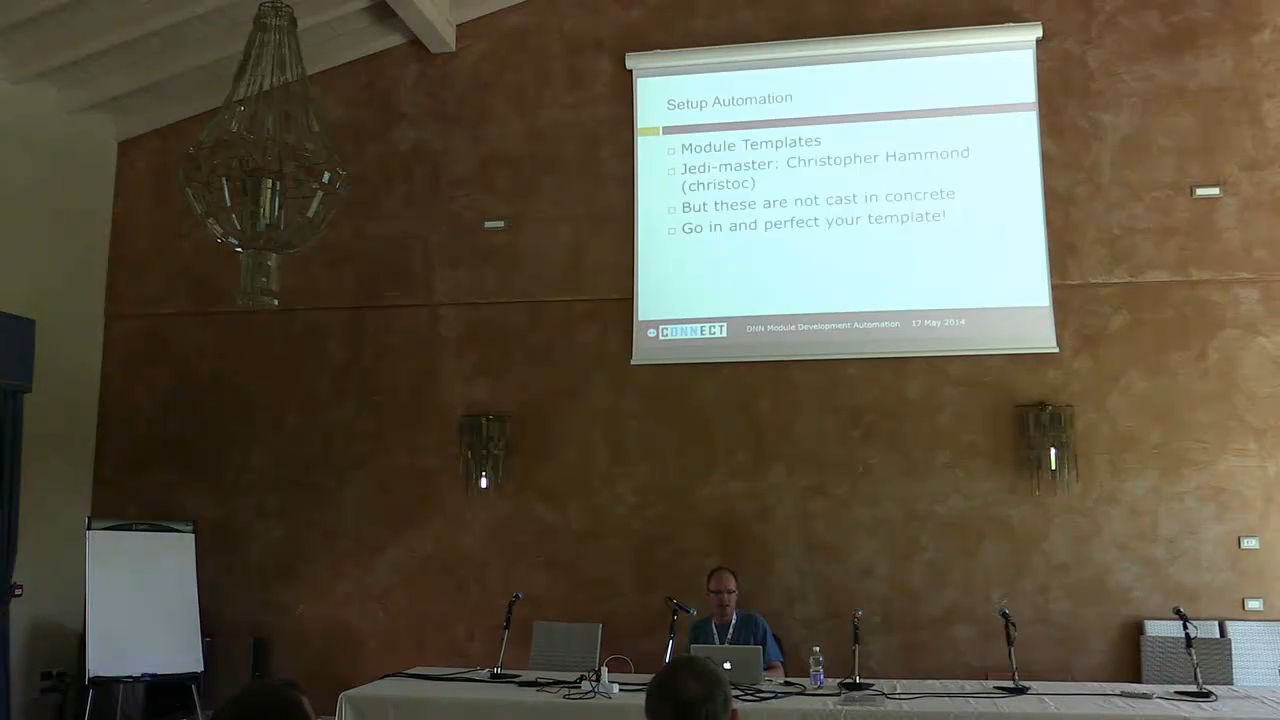 Setup Automation
Module Templates
Jedi-master: Christopher Hammond
(christoc)
But these are not cast in concrete
Go in and perfect your template!
CONNECT
DNN Module Development Automation 17 May 2014